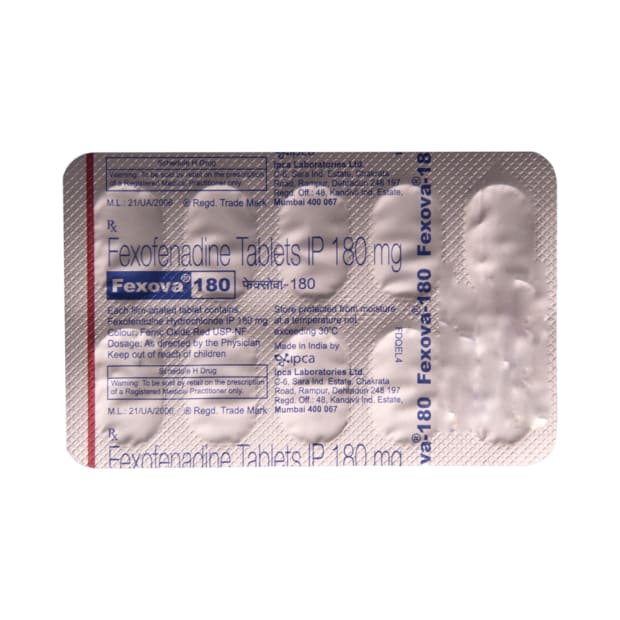 Schedule H Drug
Warning: To be sold by retail on the prescription
of a Registered Medical Practitioner only.
M.L.: 21/UA/2006 ® Regd. Trade Mark
ipca
Ipca Laboratories Ltd.
C-6, Sara Ind. Estate, Chakrata
Road, Rampur, Dehradun 248 197
Regd. Off.: 48, Kandivli Ind. Estate,
Mumbai 400 067
Rx
Fexofenadine Tablets IP 180 mg
Fexova® 180 फेक्सोवा-180
Each film-coated tablet contains
Fexofenadine Hydrochloride IP 180 mg
Colour: Ferric Oxide Red USP-NF
Dosage: As directed by the Physician
Keep out of reach of children
Store protected from moisture
at a temperature not
exceeding 30°C
Made in India by
ipca
Schedule H Drug
Warning: To be sold by retail on the prescription
of a Registered Medical Practitioner only.
M.L.: 21/UA/2006 ® Regd. Trade Mark
Ipca Laboratories Ltd.
C-6, Sara Ind. Estate, Chakrata
Road, Rampur, Dehradun 248 197
Regd. Off.: 48, Kandivli Ind. Estate,
Mumbai 400 067
Rx
Fexofenadine Tablets IP 180 mg
FDQEL4
va-180 Fexova®-180 Fexova®-18